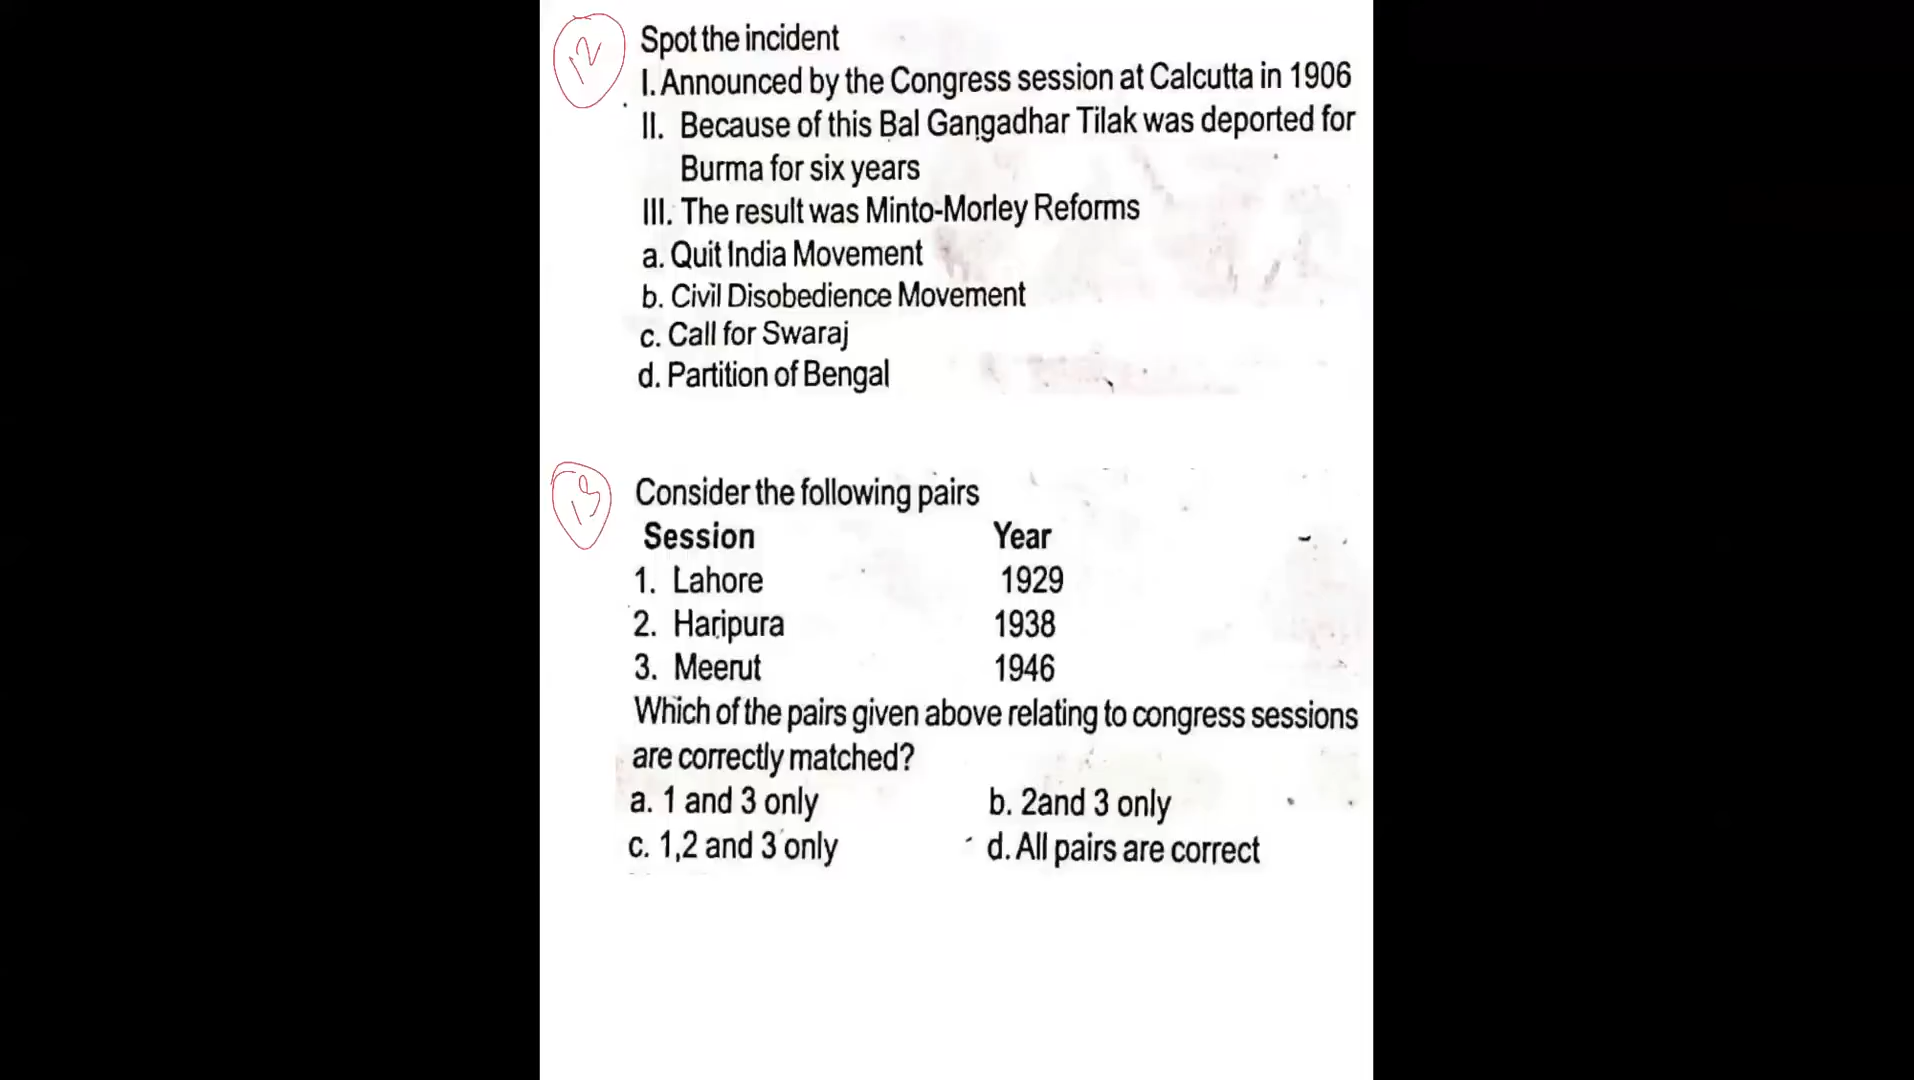 12
Spot the incident
I. Announced by the Congress session at Calcutta in 1906
II. Because of this Bal Gangadhar Tilak was deported for
Burma for six years
III. The result was Minto-Morley Reforms
a. Quit India Movement
b. Civil Disobedience Movement
c. Call for Swaraj
d. Partition of Bengal
13
Consider the following pairs
Session Year
1. Lahore 1929
2. Haripura 1938
3. Meerut 1946
Which of the pairs given above relating to congress sessions
are correctly matched?
a. 1 and 3 only b. 2and 3 only
c. 1,2 and 3 only d. All pairs are correct